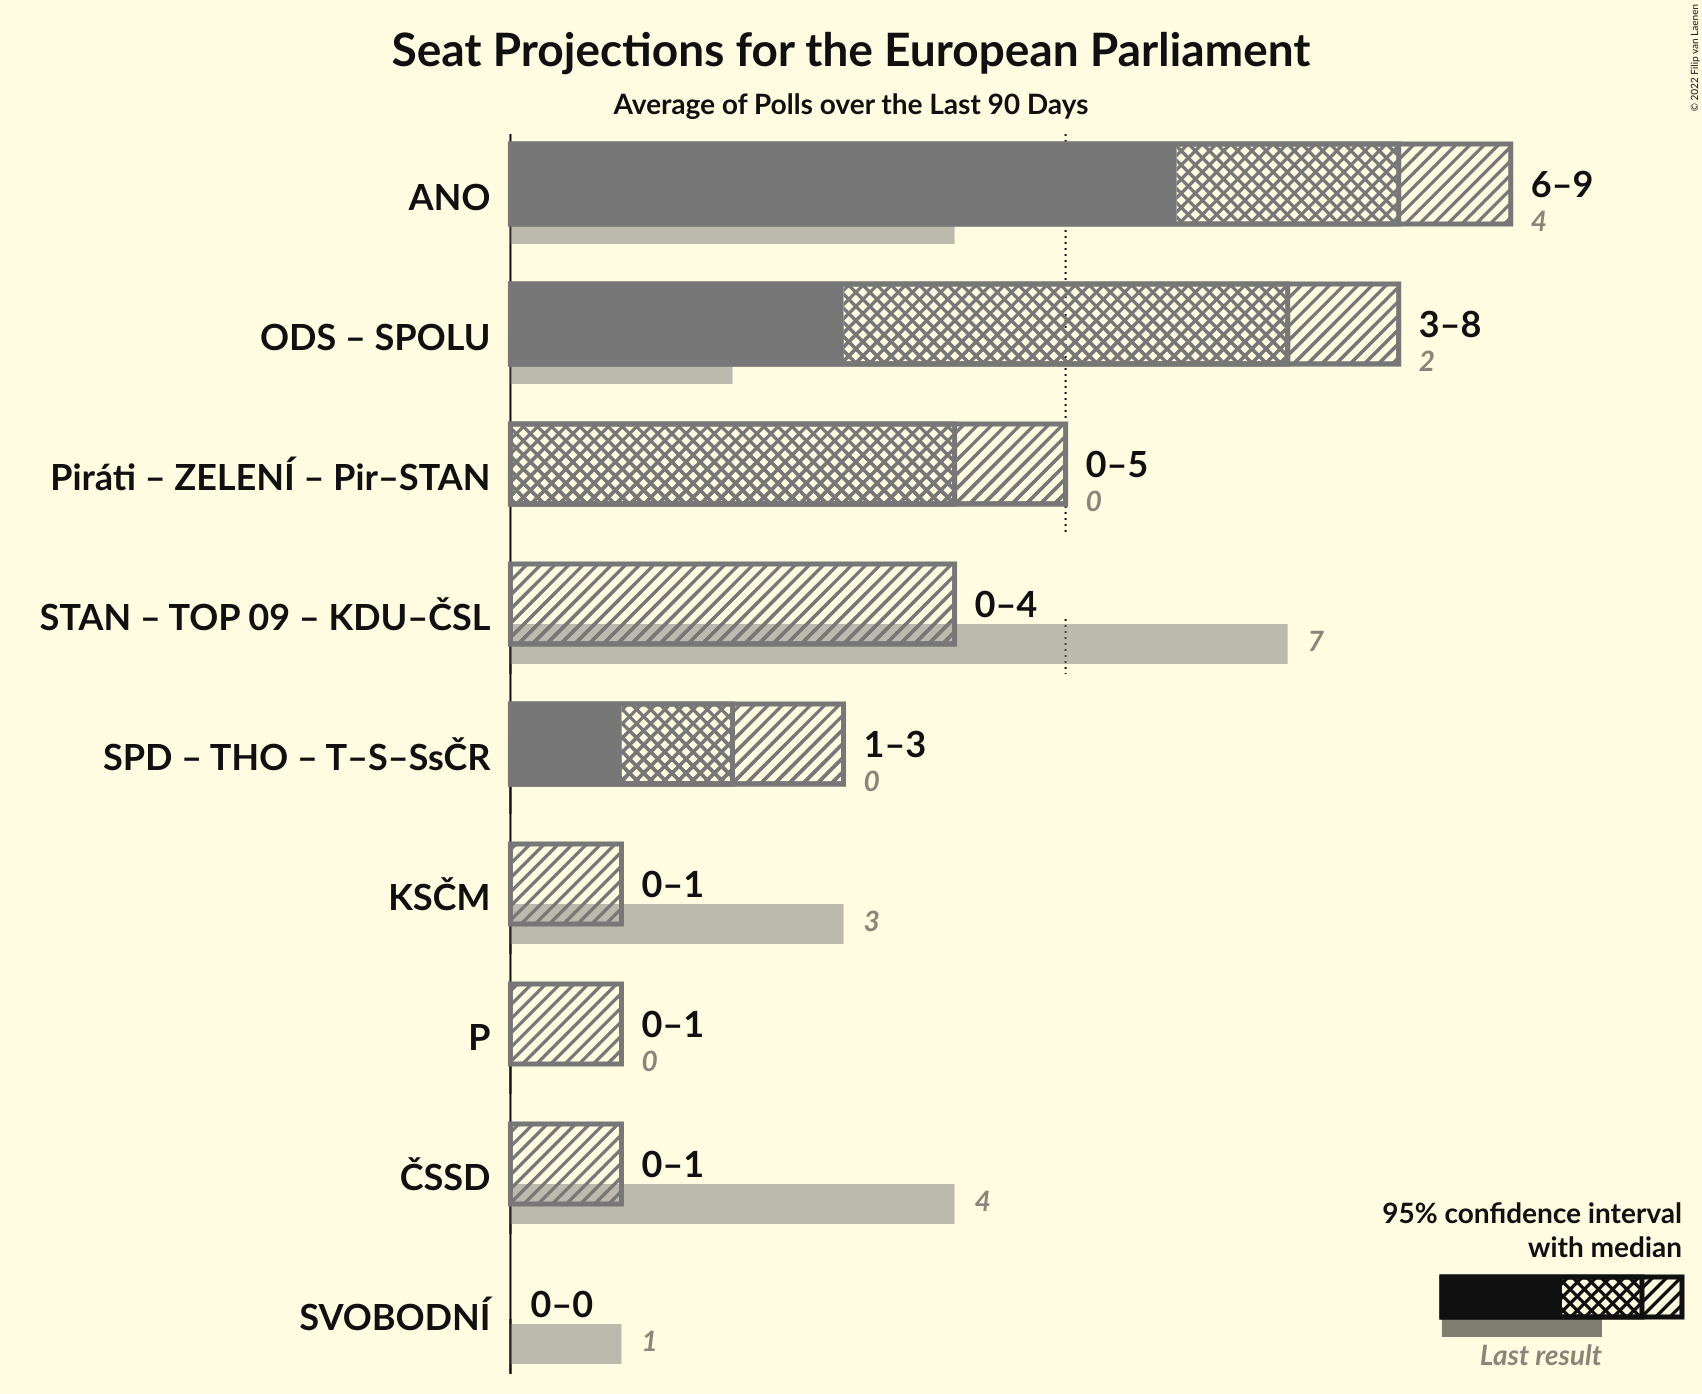 Seat Projections for the European Parliament
Average of Polls over the Last 90 Days
© 2022 Filip van Laenen
ANO
6–9
4
ODS – SPOLU
3–8
2
Piráti – ZELENÍ – Pir–STAN
0–5
0
STAN – TOP 09 – KDU–ČSL
0–4
7
SPD – THO – T–S–SsČR
1–3
0
KSČM
0–1
3
P
0–1
0
ČSSD
0–1
4
SVOBODNÍ
0–0
1
95% confidence interval
with median
Last result